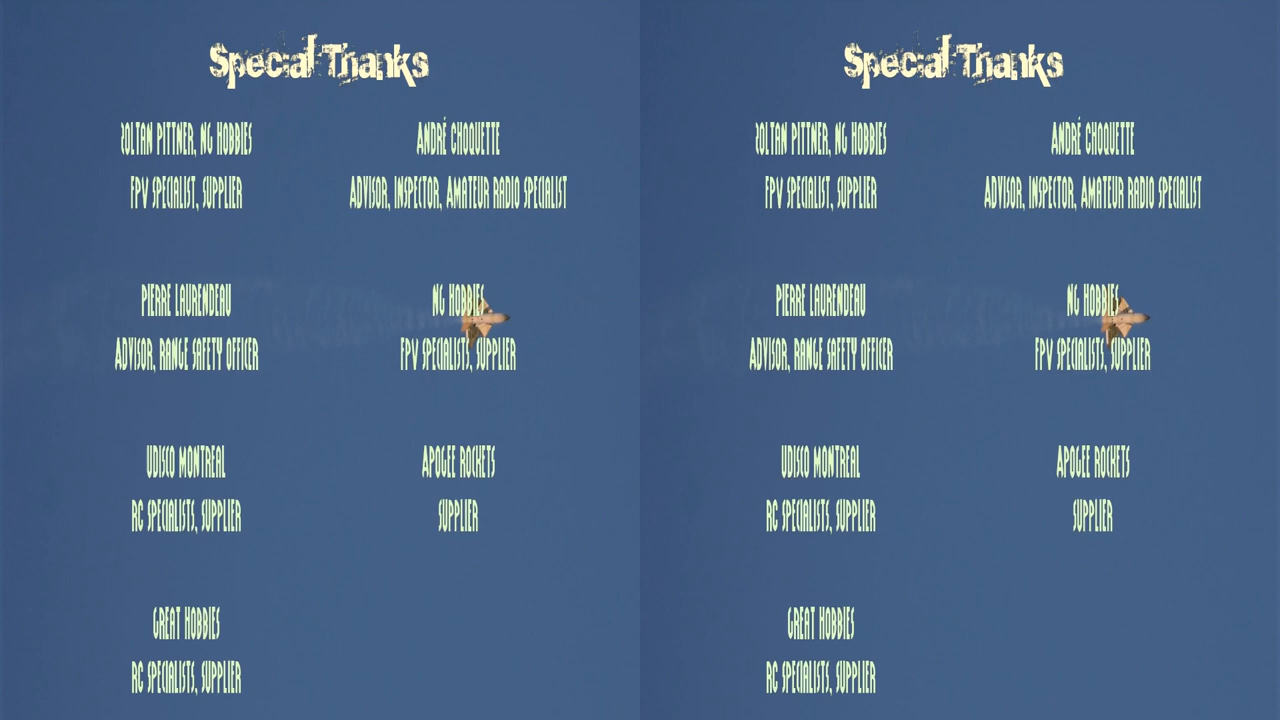 Special Thanks
ZOLTAN PITTNER, NG HOBBIES
FPV SPECIALIST, SUPPLIER
ANDRÉ CHOQUETTE
ADVISOR, INSPECTOR, AMATEUR RADIO SPECIALIST
PIERRE LAURENDEAU
ADVISOR, RANGE SAFETY OFFICER
NG HOBBIES
FPV SPECIALISTS, SUPPLIER
UDISCO MONTREAL
RC SPECIALISTS, SUPPLIER
APOGEE ROCKETS
SUPPLIER
GREAT HOBBIES
RC SPECIALISTS, SUPPLIER
Special Thanks
ZOLTAN PITTNER, NG HOBBIES
FPV SPECIALIST, SUPPLIER
ANDRÉ CHOQUETTE
ADVISOR, INSPECTOR, AMATEUR RADIO SPECIALIST
PIERRE LAURENDEAU
ADVISOR, RANGE SAFETY OFFICER
NG HOBBIES
FPV SPECIALISTS, SUPPLIER
UDISCO MONTREAL
RC SPECIALISTS, SUPPLIER
APOGEE ROCKETS
SUPPLIER
GREAT HOBBIES
RC SPECIALISTS, SUPPLIER